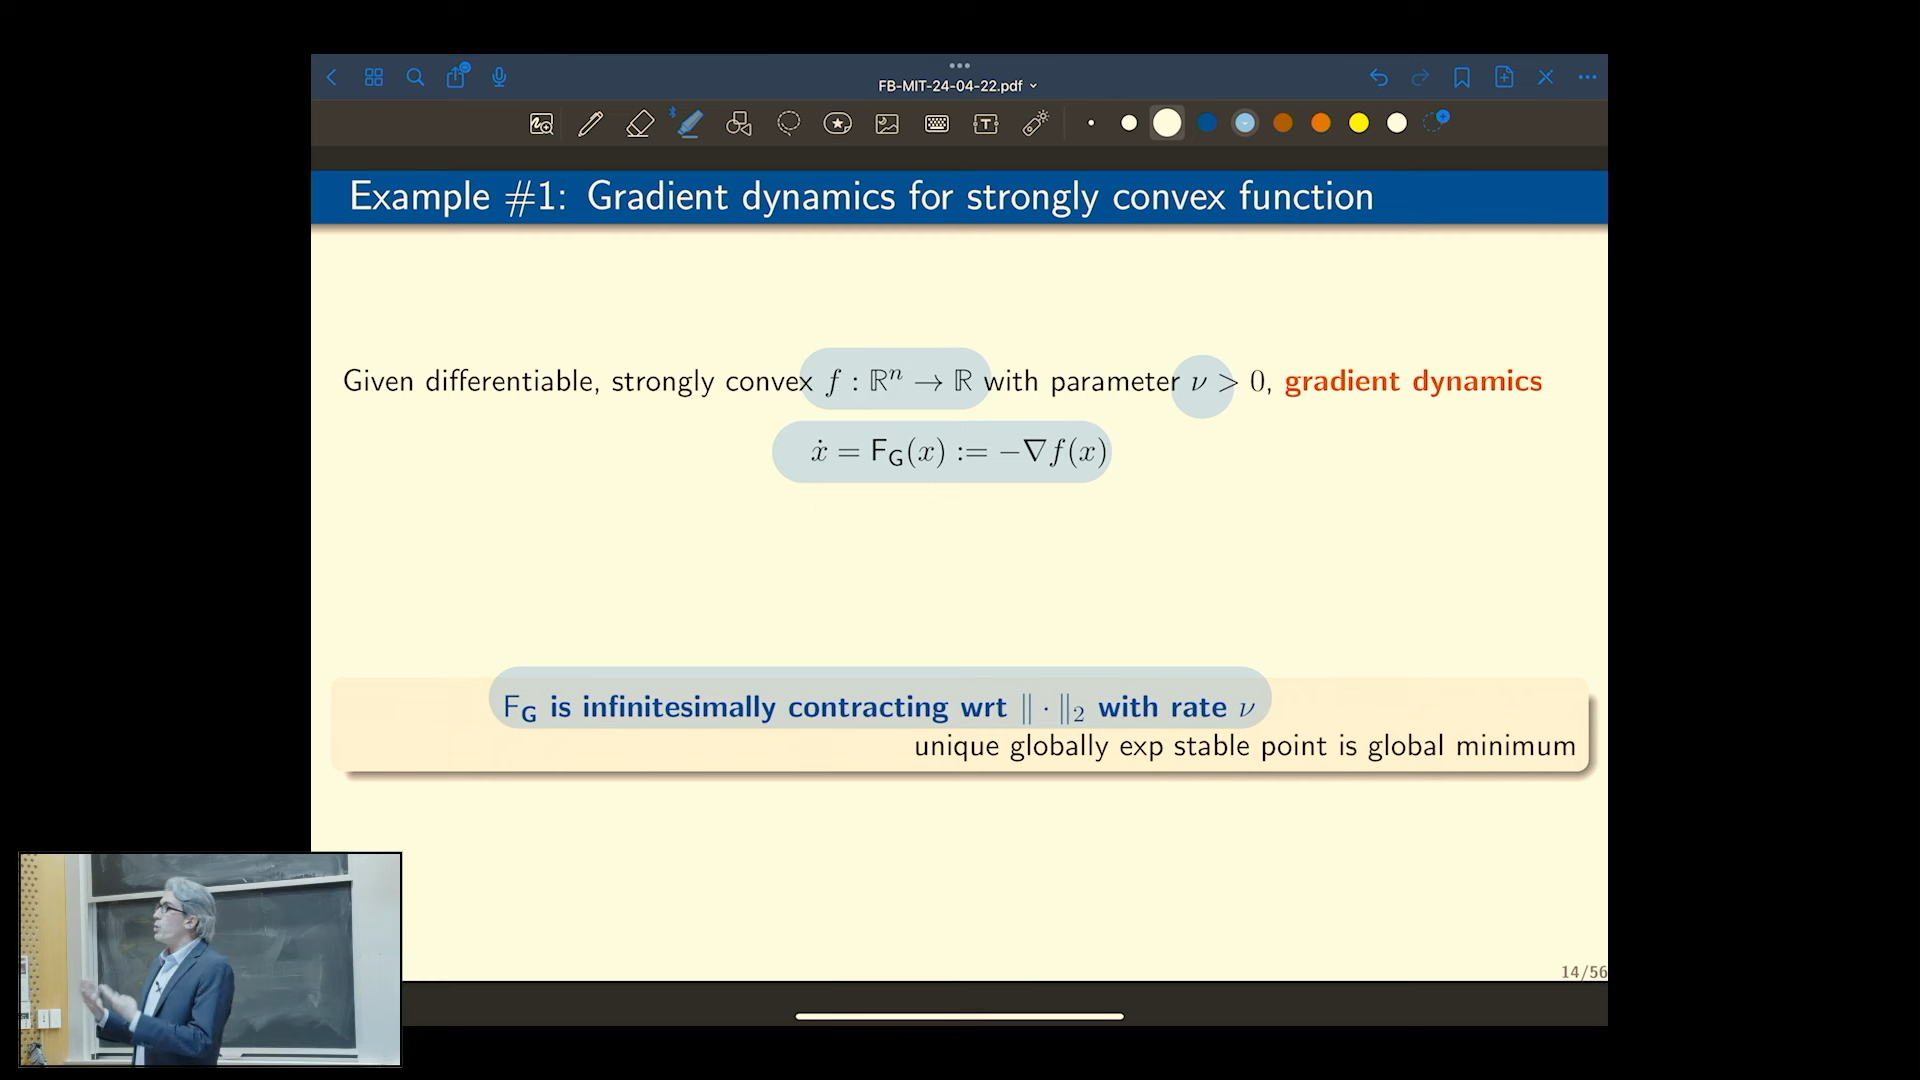 FB-MIT-24-04-22.pdf
Example #1: Gradient dynamics for strongly convex function
Given differentiable, strongly convex f : ℝⁿ → ℝ with parameter ν > 0, gradient dynamics
ẋ = F_G(x) := −∇f(x)
F_G is infinitesimally contracting wrt ‖ · ‖₂ with rate ν
unique globally exp stable point is global minimum
14/56